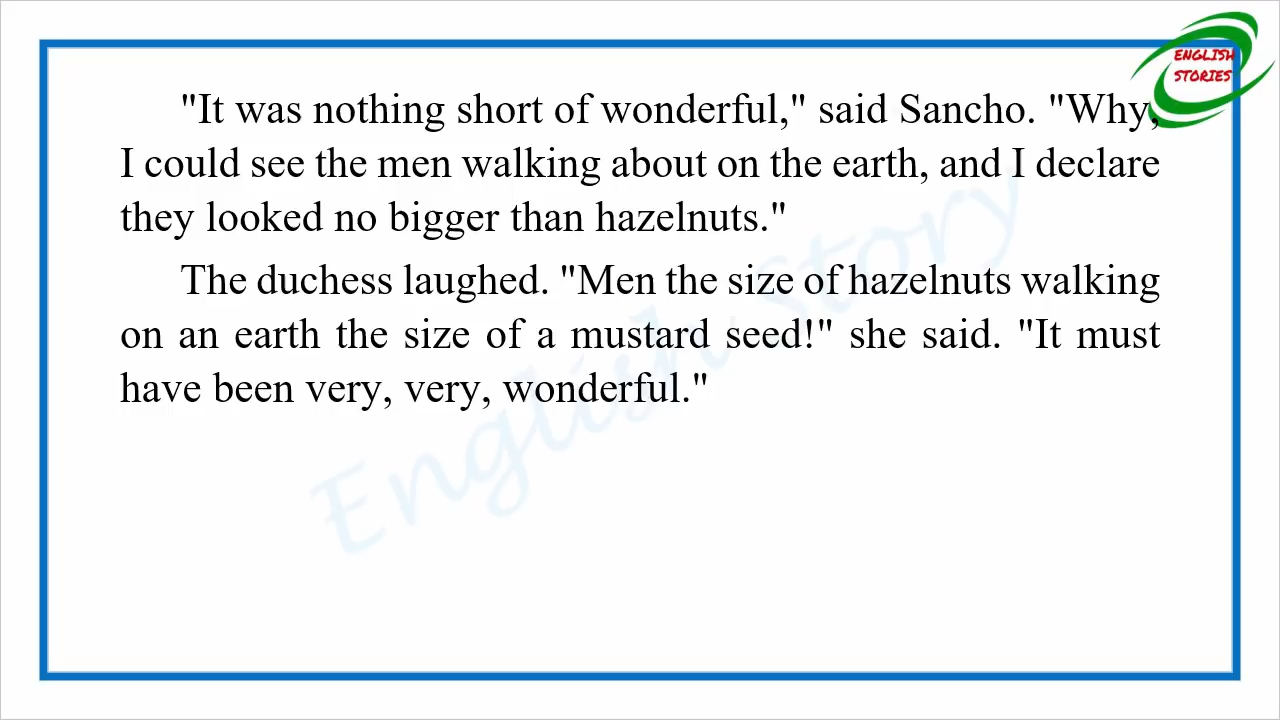 ENGLISH
STORIES
"It was nothing short of wonderful," said Sancho. "Why,
I could see the men walking about on the earth, and I declare
they looked no bigger than hazelnuts."
The duchess laughed. "Men the size of hazelnuts walking
on an earth the size of a mustard seed!" she said. "It must
have been very, very, wonderful."
English Story